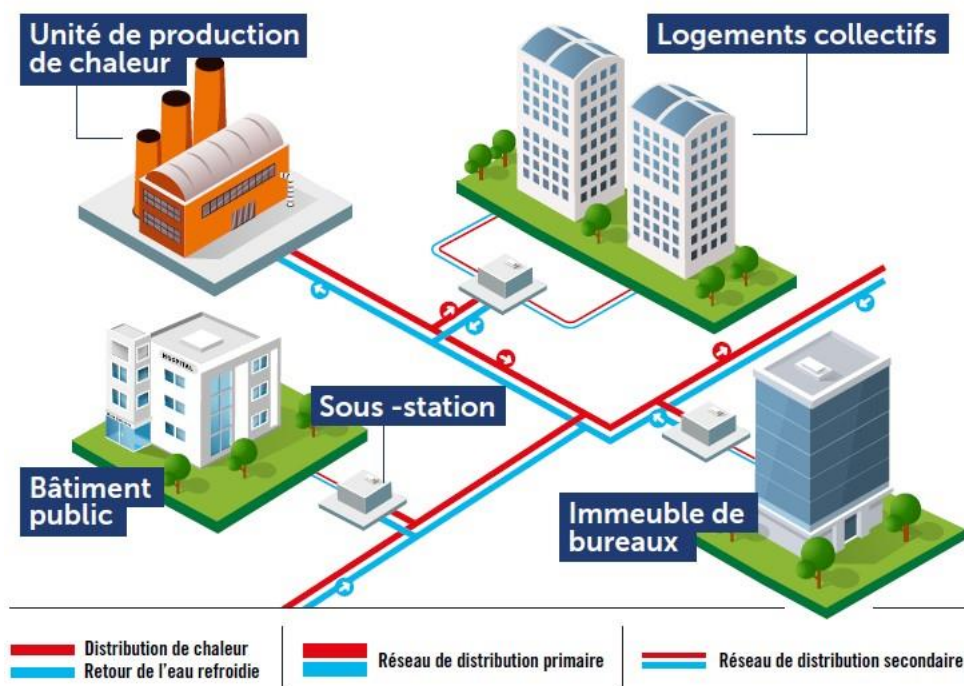 Unité de production
de chaleur
Logements collectifs
HOSPITAL
Sous -station
Bâtiment
public
Immeuble de
bureaux
Distribution de chaleur
Retour de l'eau refroidie
Réseau de distribution primaire
Réseau de distribution secondaire